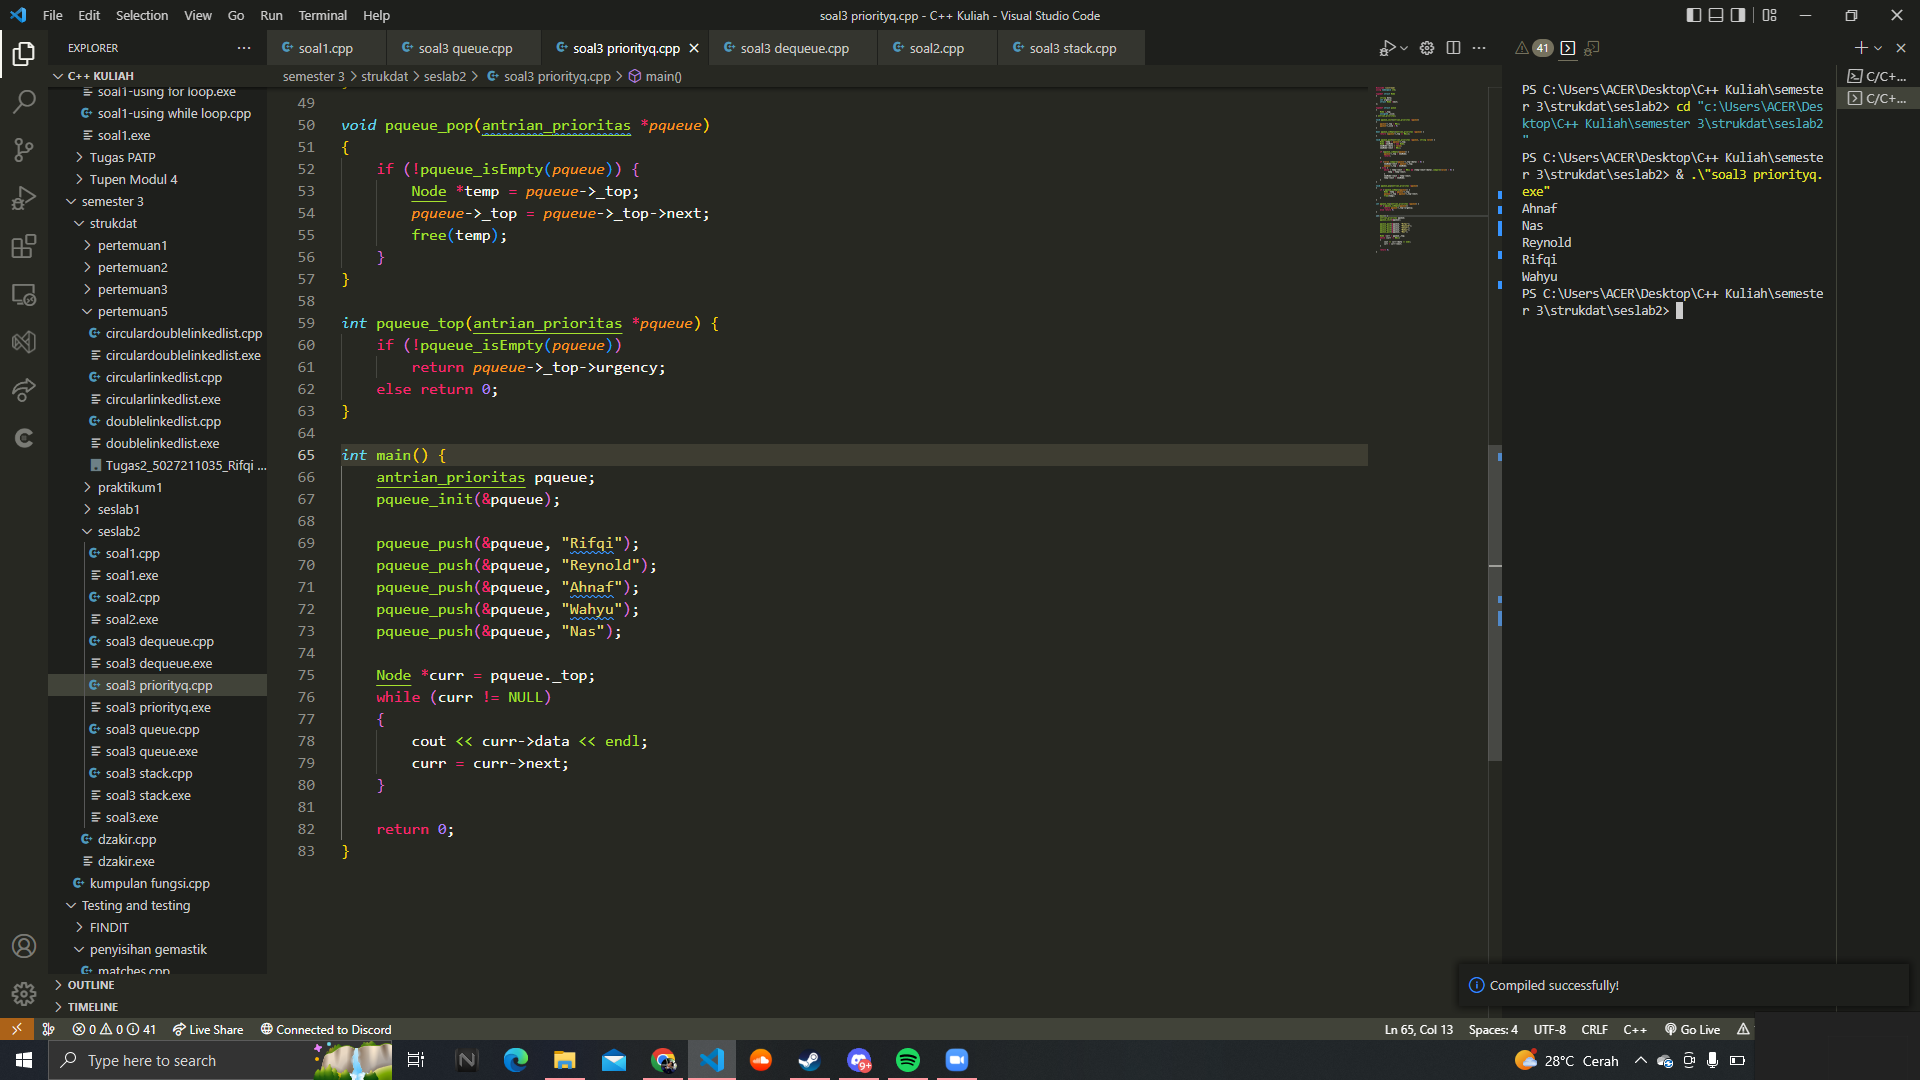 File Edit Selection View Go Run Terminal Help
soal3 priorityq.cpp - C++ Kuliah - Visual Studio Code
EXPLORER
C++ KULIAH
soal1-using for loop.exe
soal1-using while loop.cpp
soal1.exe
Tugas PATP
Tupen Modul 4
semester 3
strukdat
pertemuan1
pertemuan2
pertemuan3
pertemuan5
circulardoublelinkedlist.cpp
circulardoublelinkedlist.exe
circularlinkedlist.cpp
circularlinkedlist.exe
doublelinkedlist.cpp
doublelinkedlist.exe
Tugas2_5027211035_Rifqi ...
praktikum1
seslab1
seslab2
soal1.cpp
soal1.exe
soal2.cpp
soal2.exe
soal3 dequeue.cpp
soal3 dequeue.exe
soal3 priorityq.cpp
soal3 priorityq.exe
soal3 queue.cpp
soal3 queue.exe
soal3 stack.cpp
soal3 stack.exe
soal3.exe
dzakir.cpp
dzakir.exe
kumpulan fungsi.cpp
Testing and testing
FINDIT
penyisihan gemastik
matches.cpp
OUTLINE
TIMELINE
soal1.cpp soal3 queue.cpp soal3 priorityq.cpp soal3 dequeue.cpp soal2.cpp soal3 stack.cpp
semester 3 > strukdat > seslab2 > soal3 priorityq.cpp > main()
49
50 void pqueue_pop(antrian_prioritas *pqueue)
51 {
52 if (!pqueue_isEmpty(pqueue)) {
53 Node *temp = pqueue->_top;
54 pqueue->_top = pqueue->_top->next;
55 free(temp);
56 }
57 }
58
59 int pqueue_top(antrian_prioritas *pqueue) {
60 if (!pqueue_isEmpty(pqueue))
61 return pqueue->_top->urgency;
62 else return 0;
63 }
64
65 int main() {
66 antrian_prioritas pqueue;
67 pqueue_init(&pqueue);
68
69 pqueue_push(&pqueue, "Rifqi");
70 pqueue_push(&pqueue, "Reynold");
71 pqueue_push(&pqueue, "Ahnaf");
72 pqueue_push(&pqueue, "Wahyu");
73 pqueue_push(&pqueue, "Nas");
74
75 Node *curr = pqueue._top;
76 while (curr != NULL)
77 {
78 cout << curr->data << endl;
79 curr = curr->next;
80 }
81
82 return 0;
83 }
41
C/C+...
C/C+...
PS C:\Users\ACER\Desktop\C++ Kuliah\semeste
r 3\strukdat\seslab2> cd "c:\Users\ACER\Des
ktop\C++ Kuliah\semester 3\strukdat\seslab2
"
PS C:\Users\ACER\Desktop\C++ Kuliah\semeste
r 3\strukdat\seslab2> & .\"soal3 priorityq.
exe"
Ahnaf
Nas
Reynold
Rifqi
Wahyu
PS C:\Users\ACER\Desktop\C++ Kuliah\semeste
r 3\strukdat\seslab2>
Compiled successfully!
0 0 41 Live Share Connected to Discord
Ln 65, Col 13 Spaces: 4 UTF-8 CRLF C++ Go Live
Type here to search
9+
28°C Cerah